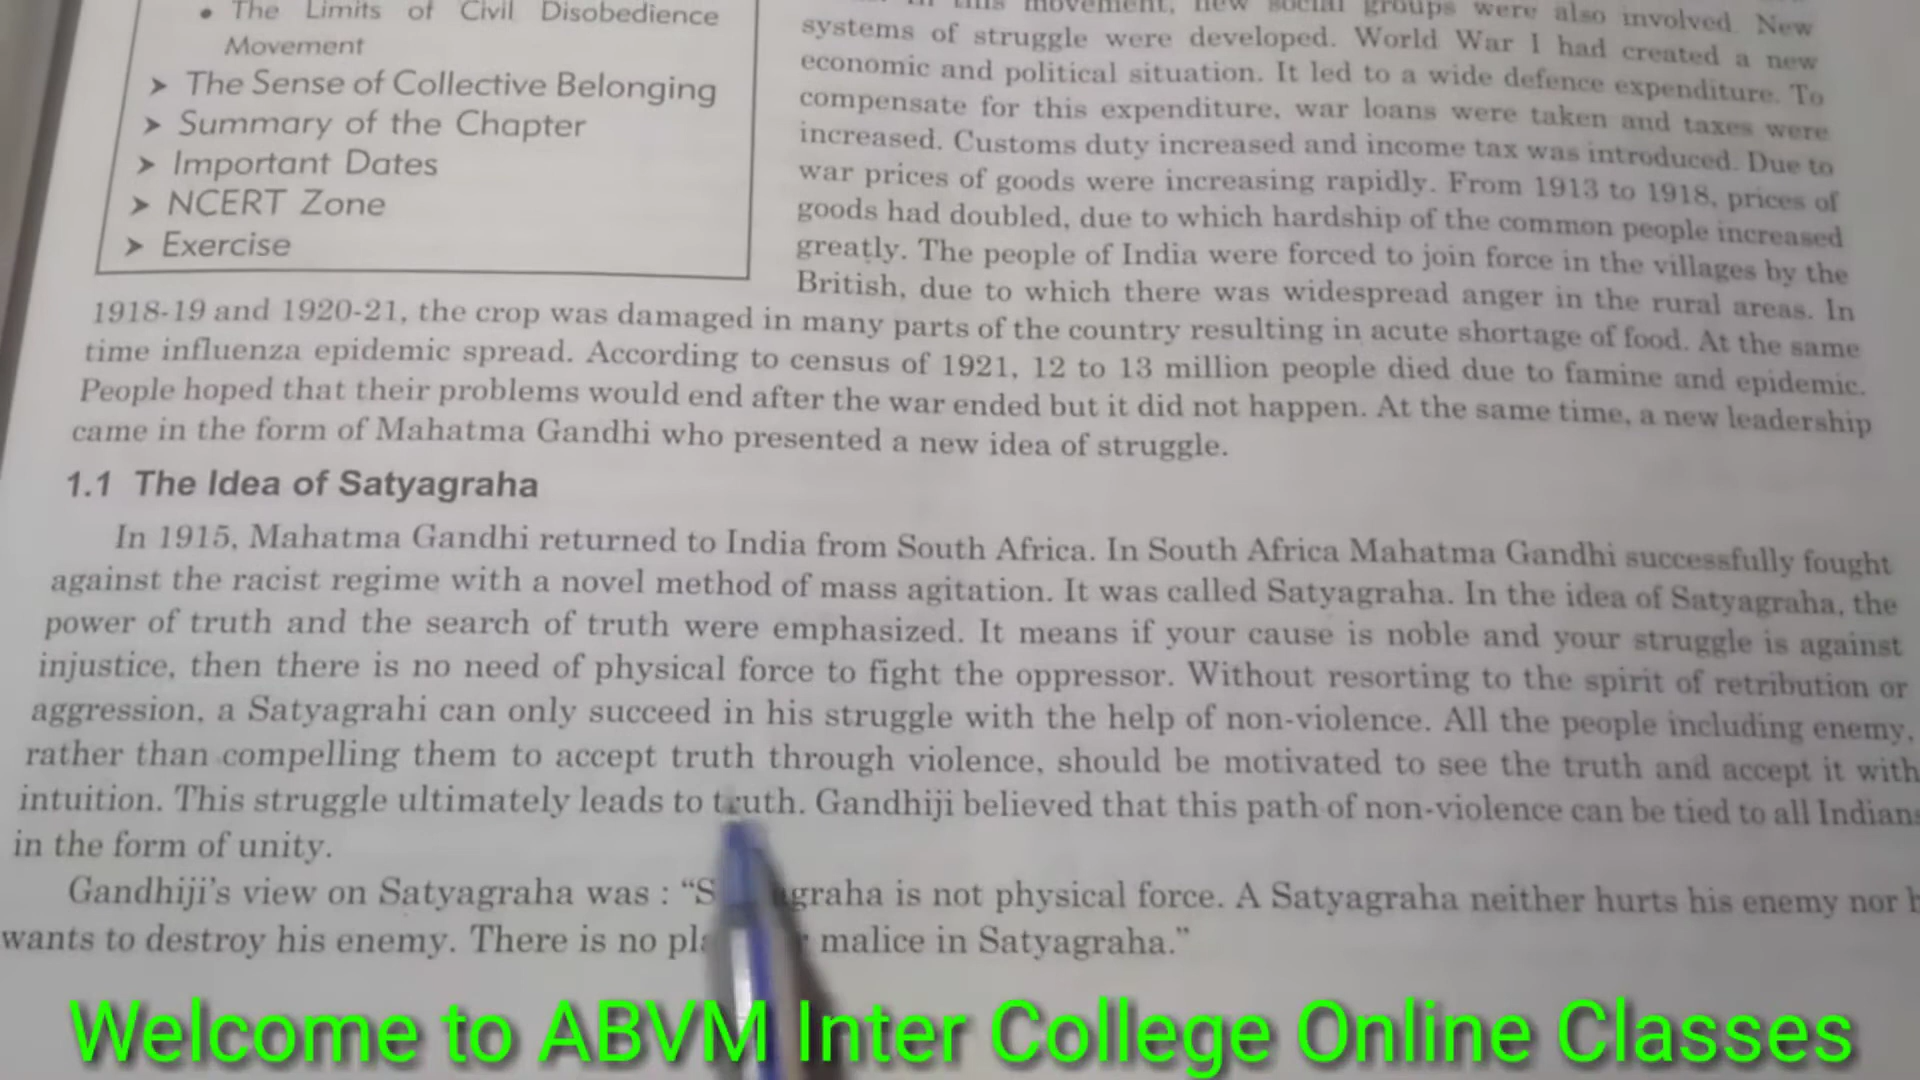 • The Limits of Civil Disobedience
Movement
➤ The Sense of Collective Belonging
➤ Summary of the Chapter
➤ Important Dates
➤ NCERT Zone
➤ Exercise
In this movement, new social groups were also involved. New
systems of struggle were developed. World War I had created a new
economic and political situation. It led to a wide defence expenditure. To
compensate for this expenditure, war loans were taken and taxes were
increased. Customs duty increased and income tax was introduced. Due to
war prices of goods were increasing rapidly. From 1913 to 1918, prices of
goods had doubled, due to which hardship of the common people increased
greatly. The people of India were forced to join force in the villages by the
British, due to which there was widespread anger in the rural areas. In
1918-19 and 1920-21, the crop was damaged in many parts of the country resulting in acute shortage of food. At the same
time influenza epidemic spread. According to census of 1921, 12 to 13 million people died due to famine and epidemic.
People hoped that their problems would end after the war ended but it did not happen. At the same time, a new leadership
came in the form of Mahatma Gandhi who presented a new idea of struggle.
1.1 The Idea of Satyagraha
In 1915, Mahatma Gandhi returned to India from South Africa. In South Africa Mahatma Gandhi successfully fought
against the racist regime with a novel method of mass agitation. It was called Satyagraha. In the idea of Satyagraha, the
power of truth and the search of truth were emphasized. It means if your cause is noble and your struggle is against
injustice, then there is no need of physical force to fight the oppressor. Without resorting to the spirit of retribution or
aggression, a Satyagrahi can only succeed in his struggle with the help of non-violence. All the people including enemy,
rather than compelling them to accept truth through violence, should be motivated to see the truth and accept it with
intuition. This struggle ultimately leads to truth. Gandhiji believed that this path of non-violence can be tied to all Indians
in the form of unity.
Gandhiji's view on Satyagraha was : "S agraha is not physical force. A Satyagraha neither hurts his enemy nor
wants to destroy his enemy. There is no malice in Satyagraha."
Welcome to ABVM Inter College Online Classes